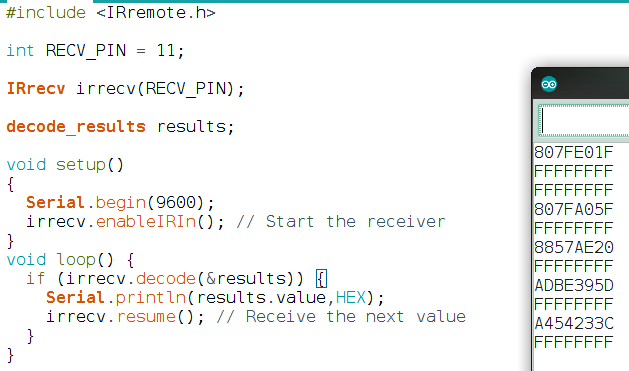 #include <IRremote.h>
int RECV_PIN = 11;
IRrecv irrecv(RECV_PIN);
decode_results results;
void setup()
{
  Serial.begin(9600);
  irrecv.enableIRIn(); // Start the receiver
}
void loop() {
  if (irrecv.decode(&results)) {
    Serial.println(results.value,HEX);
    irrecv.resume(); // Receive the next value
  }
}
807FE01F
FFFFFFFF
FFFFFFFF
807FA05F
FFFFFFFF
8857AE20
FFFFFFFF
ADBE395D
FFFFFFFF
A454233C
FFFFFFFF